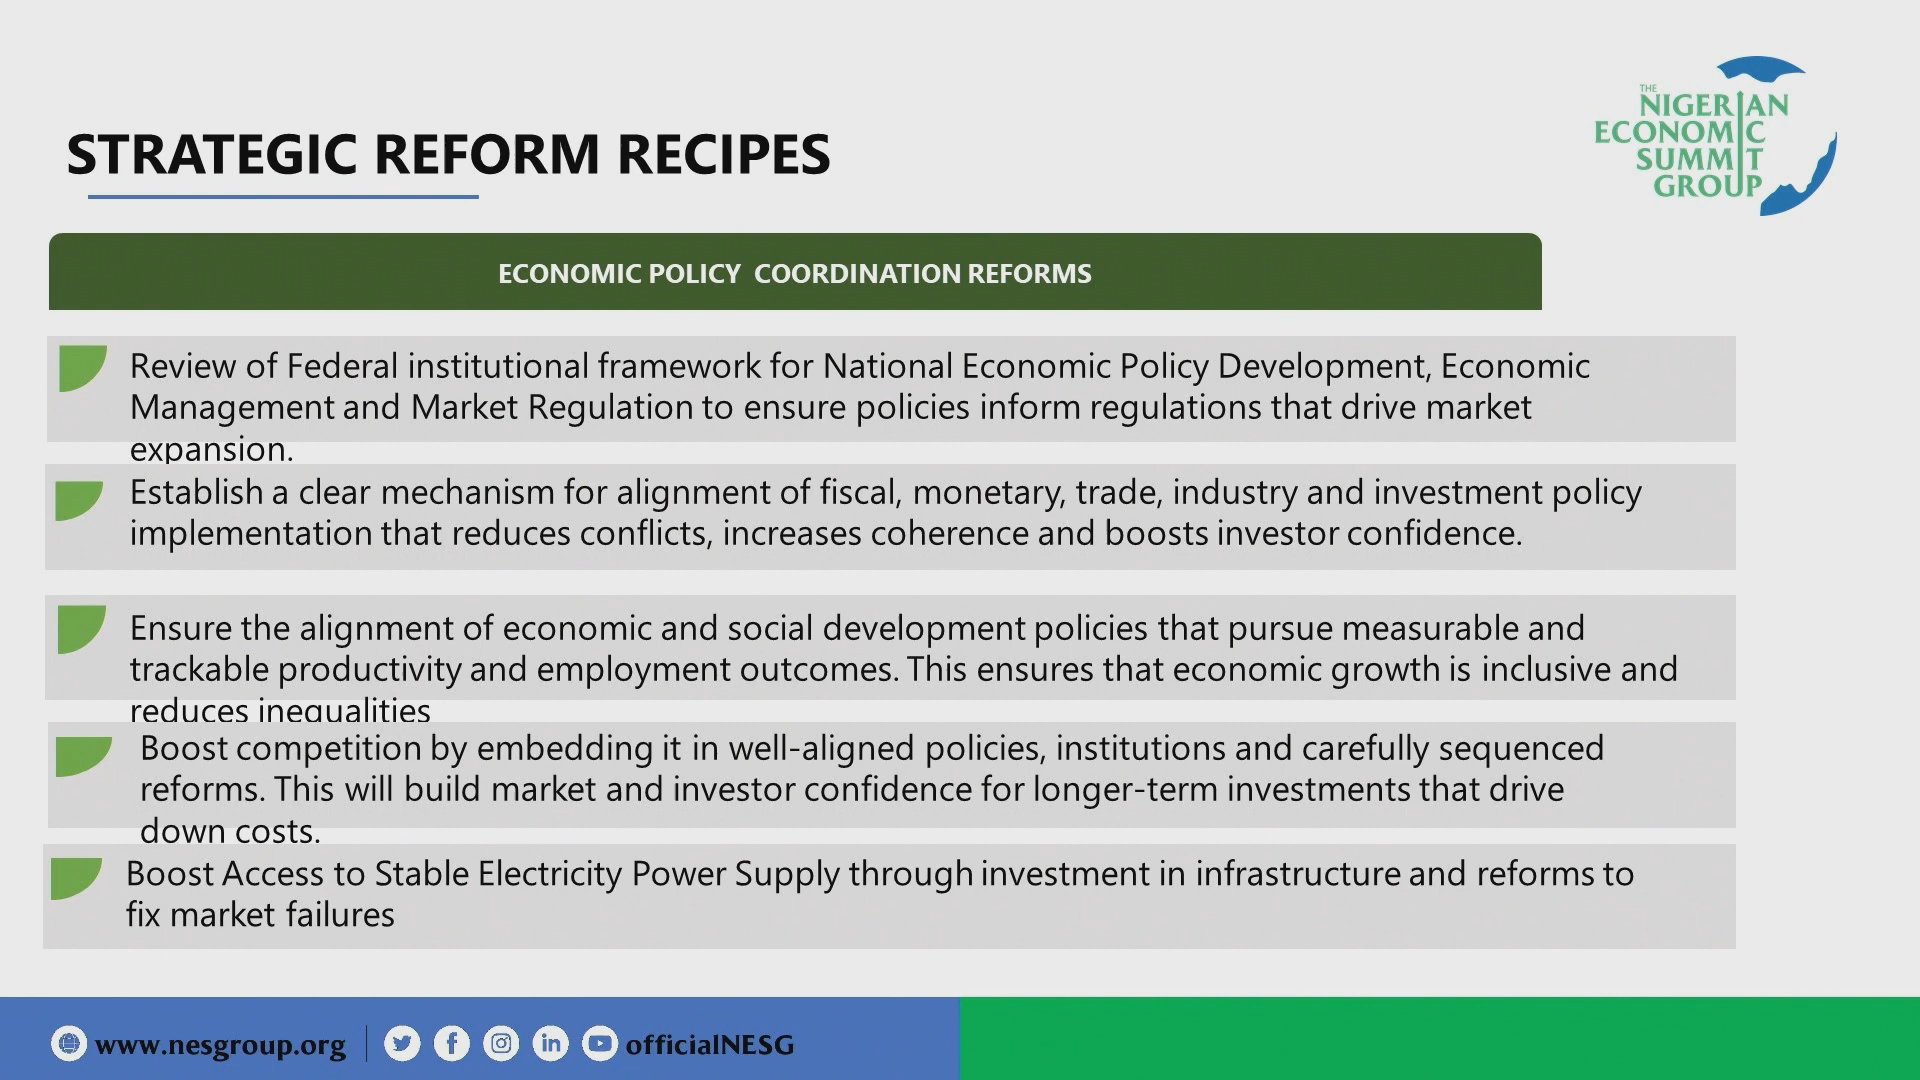 THE
NIGERIAN
ECONOMIC
SUMMIT
GROUP
STRATEGIC REFORM RECIPES
ECONOMIC POLICY COORDINATION REFORMS
Review of Federal institutional framework for National Economic Policy Development, Economic
Management and Market Regulation to ensure policies inform regulations that drive market
expansion.
Establish a clear mechanism for alignment of fiscal, monetary, trade, industry and investment policy
implementation that reduces conflicts, increases coherence and boosts investor confidence.
Ensure the alignment of economic and social development policies that pursue measurable and
trackable productivity and employment outcomes. This ensures that economic growth is inclusive and
reduces inequalities
Boost competition by embedding it in well-aligned policies, institutions and carefully sequenced
reforms. This will build market and investor confidence for longer-term investments that drive
down costs.
Boost Access to Stable Electricity Power Supply through investment in infrastructure and reforms to
fix market failures
www.nesgroup.org
officialNESG